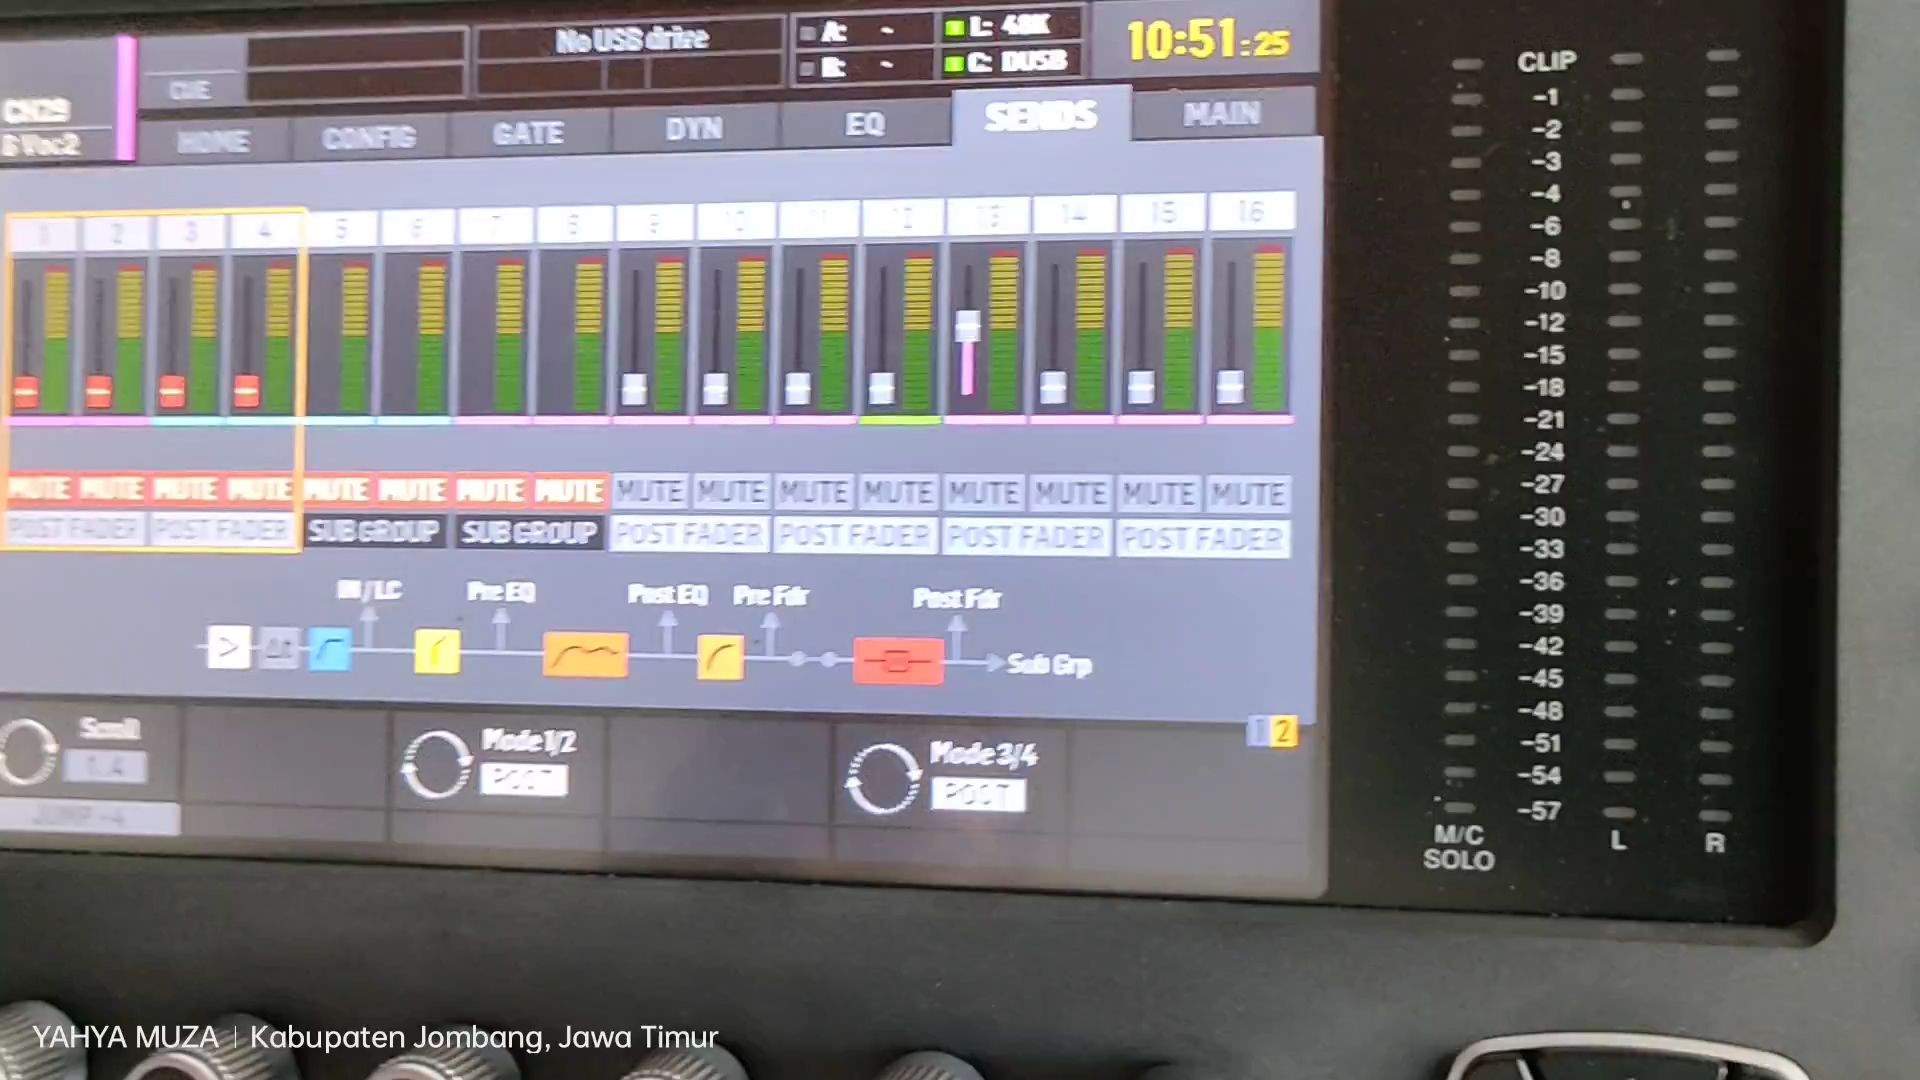 No USB drive
A: -
L: 48K
10:51:25
CUE
B: -
C: DUSB
CH29
HOME
CONFIG
GATE
DYN
EQ
SENDS
MAIN
1 2 3 4 5 6 7 8 9 10 11 12 13 14 15 16
MUTE MUTE MUTE MUTE MUTE MUTE MUTE MUTE MUTE MUTE MUTE MUTE MUTE MUTE MUTE MUTE
POST FADER POST FADER SUB GROUP SUB GROUP POST FADER POST FADER POST FADER POST FADER
IN/LC Pre EQ Post EQ Pre Fdr Post Fdr
Δt
Sub Grp
Scroll
1..4
JUMP -4
Mode 1/2
POST
Mode 3/4
POST
1 2
CLIP
-1
-2
-3
-4
-6
-8
-10
-12
-15
-18
-21
-24
-27
-30
-33
-36
-39
-42
-45
-48
-51
-54
-57
M/C
SOLO
L
R
YAHYA MUZA | Kabupaten Jombang, Jawa Timur